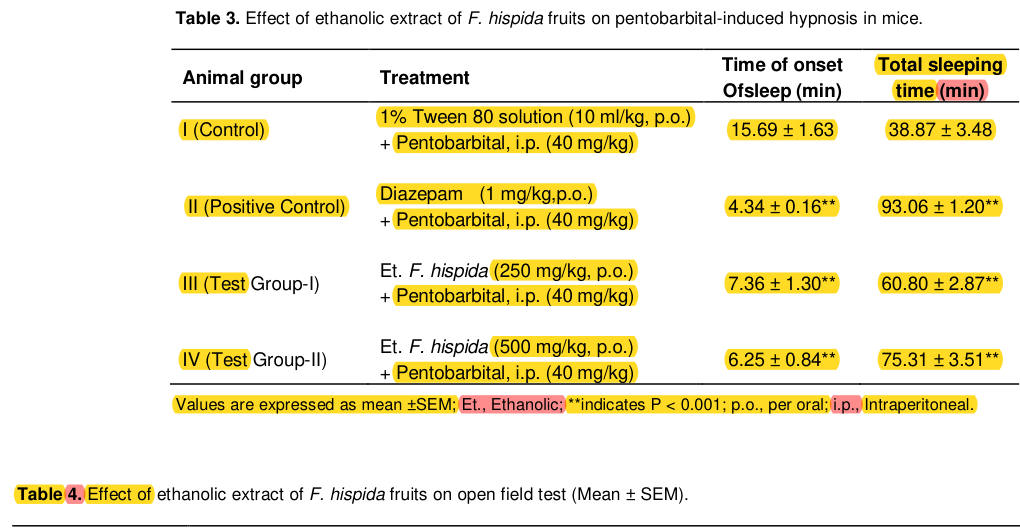 Table 3. Effect of ethanolic extract of F. hispida fruits on pentobarbital-induced hypnosis in mice.
Animal group Treatment Time of onset Ofsleep (min) Total sleeping time (min)
I (Control) 1% Tween 80 solution (10 ml/kg, p.o.) 15.69 ± 1.63 38.87 ± 3.48
+ Pentobarbital, i.p. (40 mg/kg)
II (Positive Control) Diazepam (1 mg/kg,p.o.) 4.34 ± 0.16** 93.06 ± 1.20**
+ Pentobarbital, i.p. (40 mg/kg)
III (Test Group-I) Et. F. hispida (250 mg/kg, p.o.) 7.36 ± 1.30** 60.80 ± 2.87**
+ Pentobarbital, i.p. (40 mg/kg)
IV (Test Group-II) Et. F. hispida (500 mg/kg, p.o.) 6.25 ± 0.84** 75.31 ± 3.51**
+ Pentobarbital, i.p. (40 mg/kg)
Values are expressed as mean ±SEM; Et., Ethanolic; **indicates P < 0.001; p.o., per oral; i.p., Intraperitoneal.
Table 4. Effect of ethanolic extract of F. hispida fruits on open field test (Mean ± SEM).